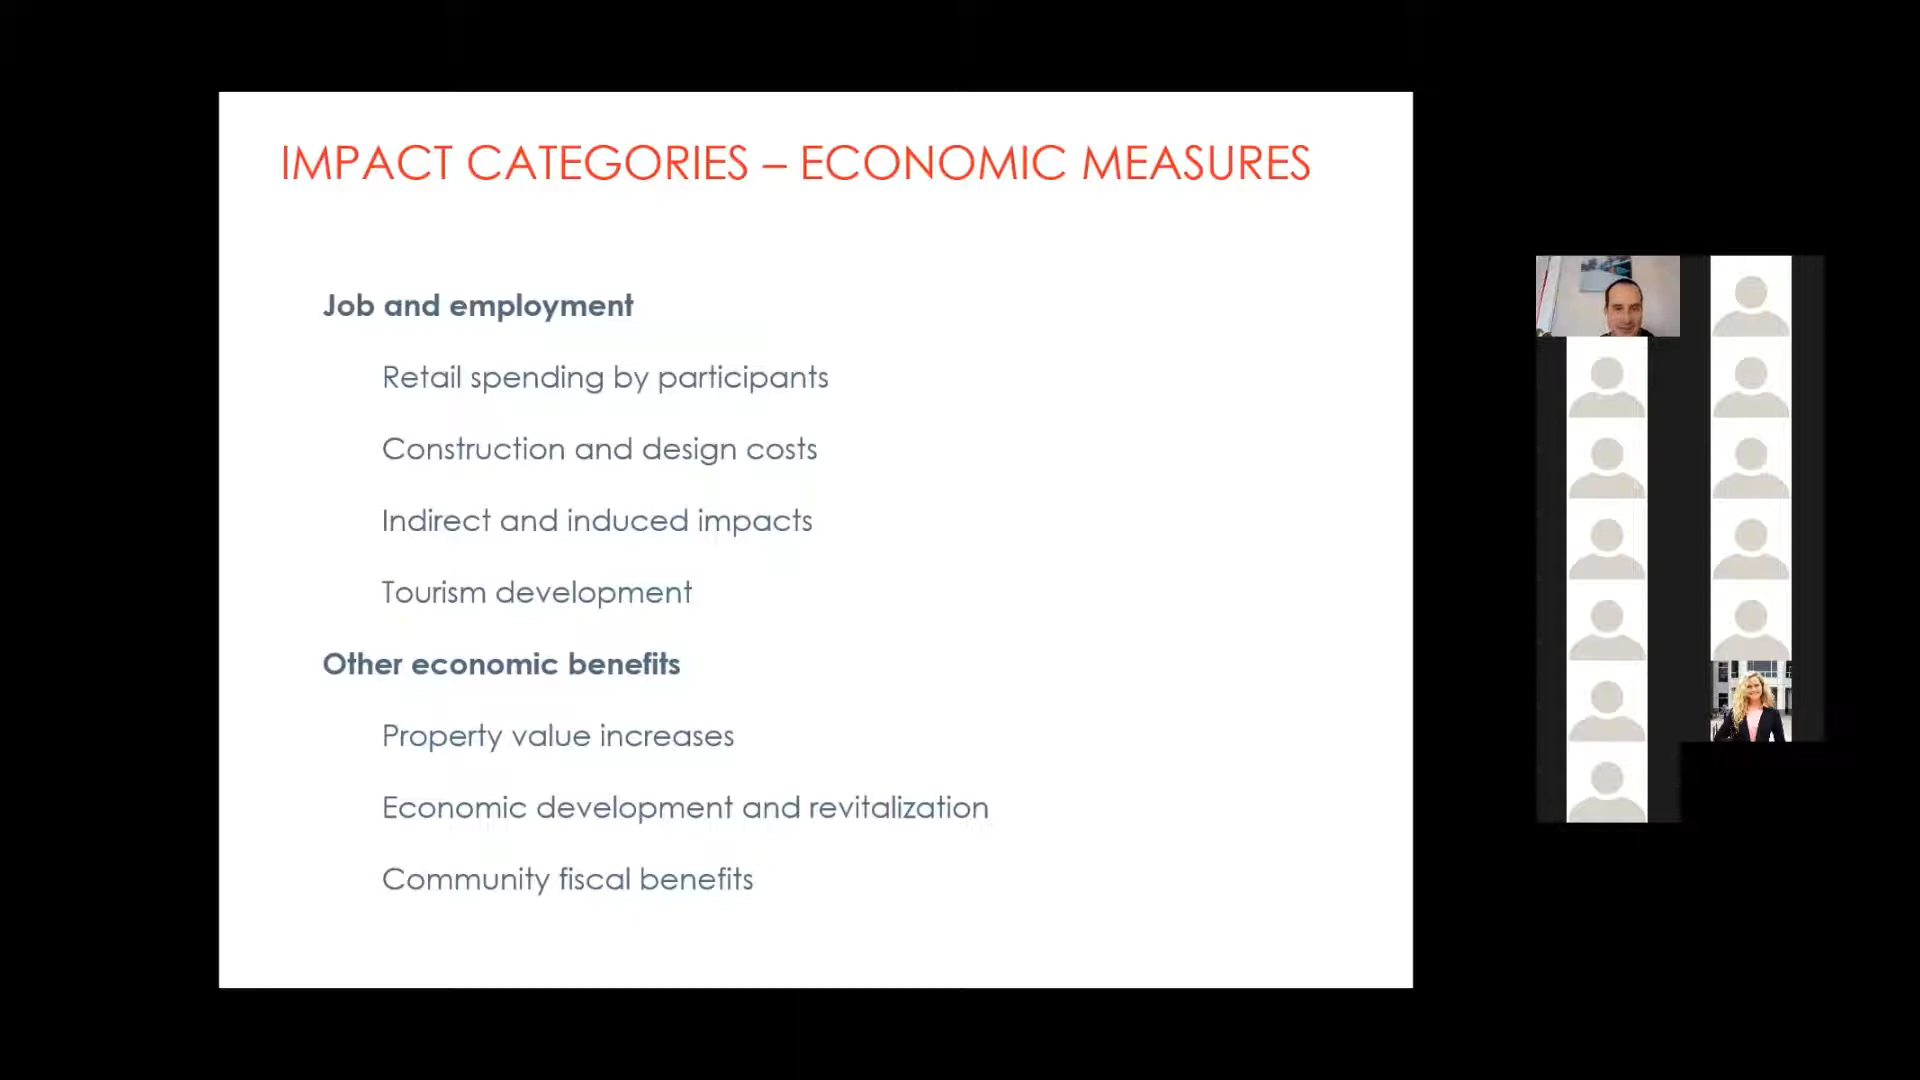 IMPACT CATEGORIES – ECONOMIC MEASURES
Job and employment
Retail spending by participants
Construction and design costs
Indirect and induced impacts
Tourism development
Other economic benefits
Property value increases
Economic development and revitalization
Community fiscal benefits